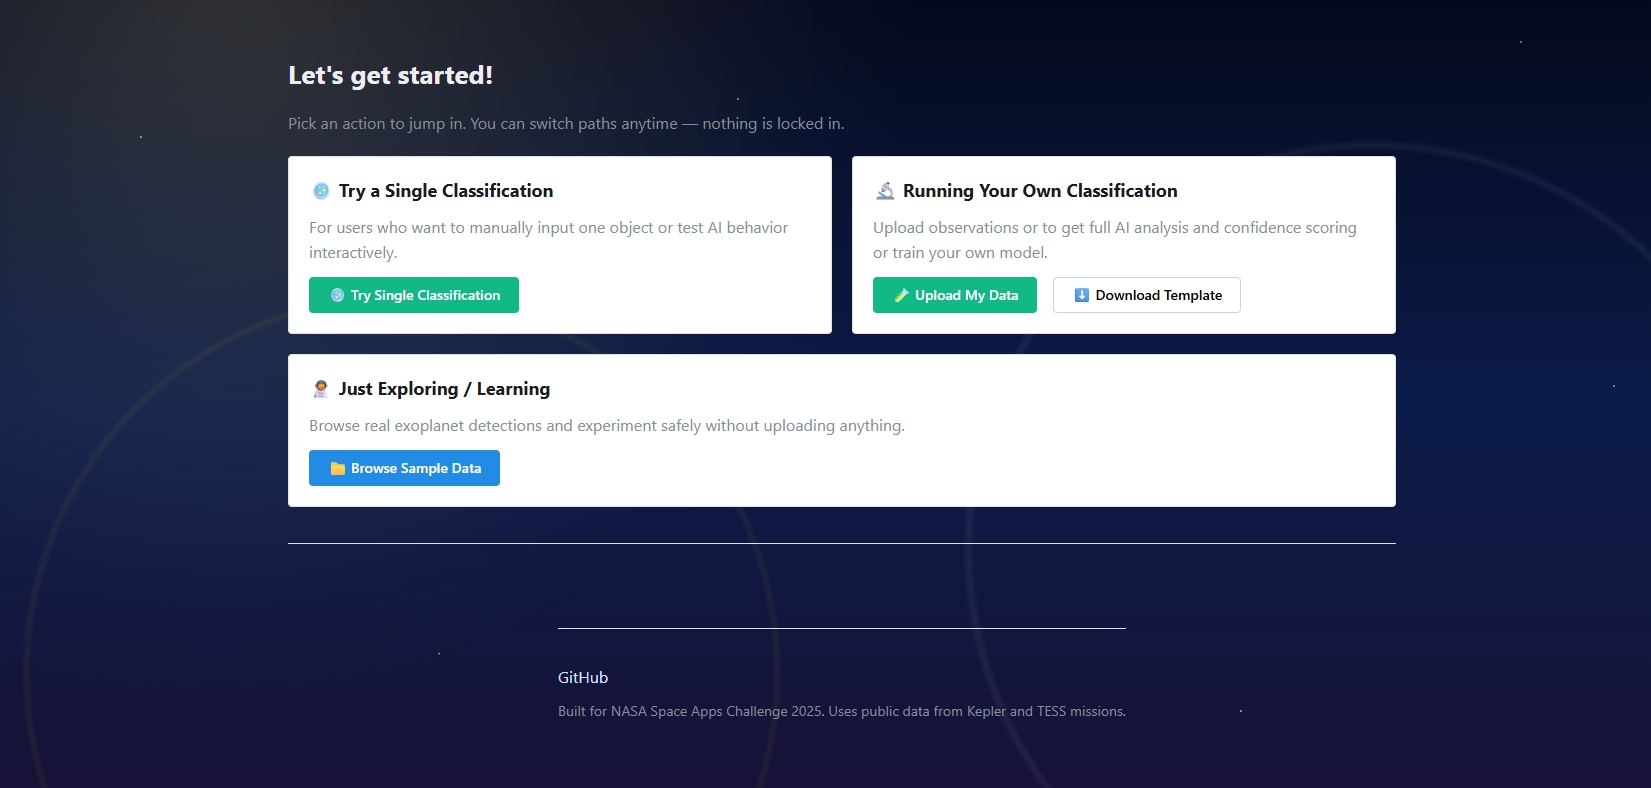 Let's get started!
Pick an action to jump in. You can switch paths anytime — nothing is locked in.
Try a Single Classification
For users who want to manually input one object or test AI behavior
interactively.
Try Single Classification
Running Your Own Classification
Upload observations or to get full AI analysis and confidence scoring
or train your own model.
Upload My Data
Download Template
Just Exploring / Learning
Browse real exoplanet detections and experiment safely without uploading anything.
Browse Sample Data
GitHub
Built for NASA Space Apps Challenge 2025. Uses public data from Kepler and TESS missions.